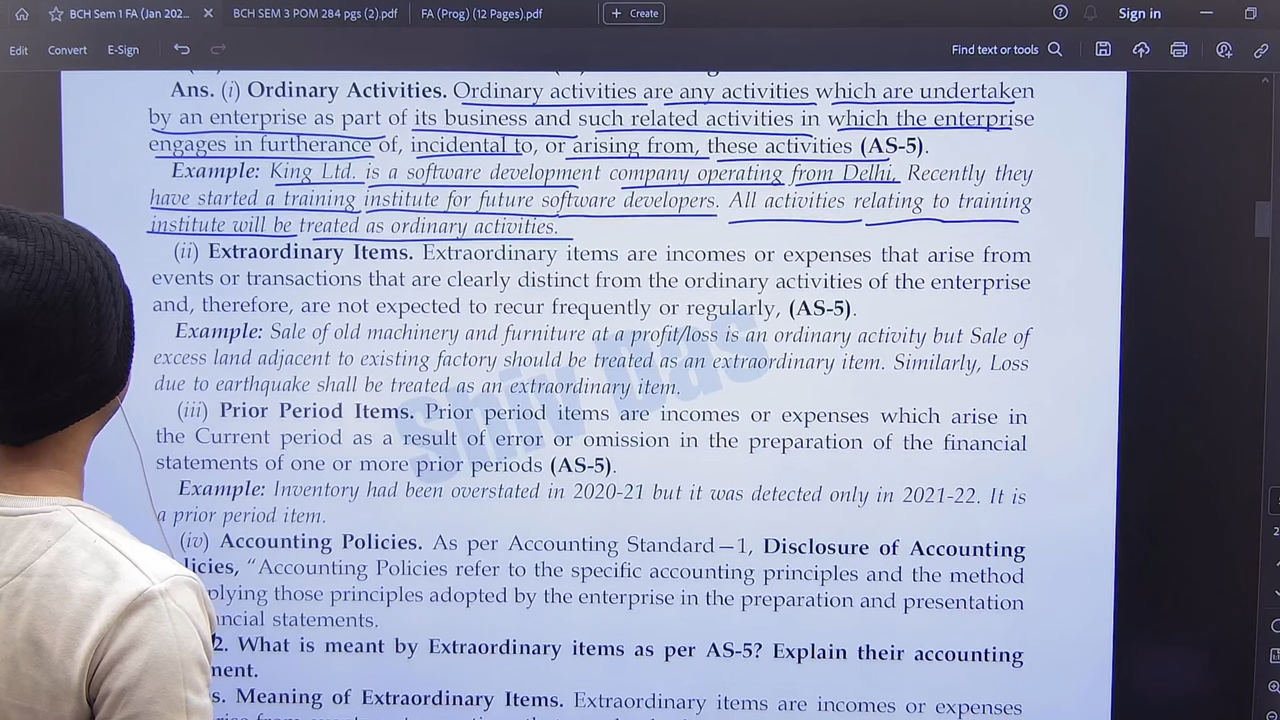 BCH Sem 1 FA (Jan 202...
BCH SEM 3 POM 284 pgs (2).pdf
FA (Prog) (12 Pages).pdf
+ Create
Sign in
Edit
Convert
E-Sign
Find text or tools
Ans. (i) Ordinary Activities. Ordinary activities are any activities which are undertaken
by an enterprise as part of its business and such related activities in which the enterprise
engages in furtherance of, incidental to, or arising from, these activities (AS-5).
Example: King Ltd. is a software development company operating from Delhi. Recently they
have started a training institute for future software developers. All activities relating to training
institute will be treated as ordinary activities.
(ii) Extraordinary Items. Extraordinary items are incomes or expenses that arise from
events or transactions that are clearly distinct from the ordinary activities of the enterprise
and, therefore, are not expected to recur frequently or regularly, (AS-5).
Example: Sale of old machinery and furniture at a profit/loss is an ordinary activity but Sale of
excess land adjacent to existing factory should be treated as an extraordinary item. Similarly, Loss
due to earthquake shall be treated as an extraordinary item.
(iii) Prior Period Items. Prior period items are incomes or expenses which arise in
the Current period as a result of error or omission in the preparation of the financial
statements of one or more prior periods (AS-5).
Example: Inventory had been overstated in 2020-21 but it was detected only in 2021-22. It is
a prior period item.
(iv) Accounting Policies. As per Accounting Standard—1, Disclosure of Accounting
licies, “Accounting Policies refer to the specific accounting principles and the method
plying those principles adopted by the enterprise in the preparation and presentation
ncial statements.
2. What is meant by Extraordinary items as per AS-5? Explain their accounting
ment.
s. Meaning of Extraordinary Items. Extraordinary items are incomes or expenses
Shiv Das